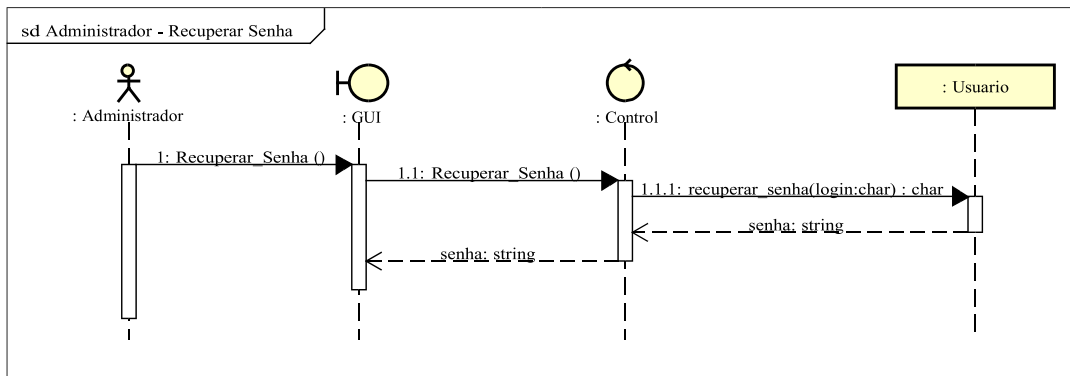 sd Administrador - Recuperar Senha
: Administrador
: GUI
: Control
: Usuario
1: Recuperar_Senha ()
1.1: Recuperar_Senha ()
1.1.1: recuperar_senha(login:char) : char
senha: string
senha: string